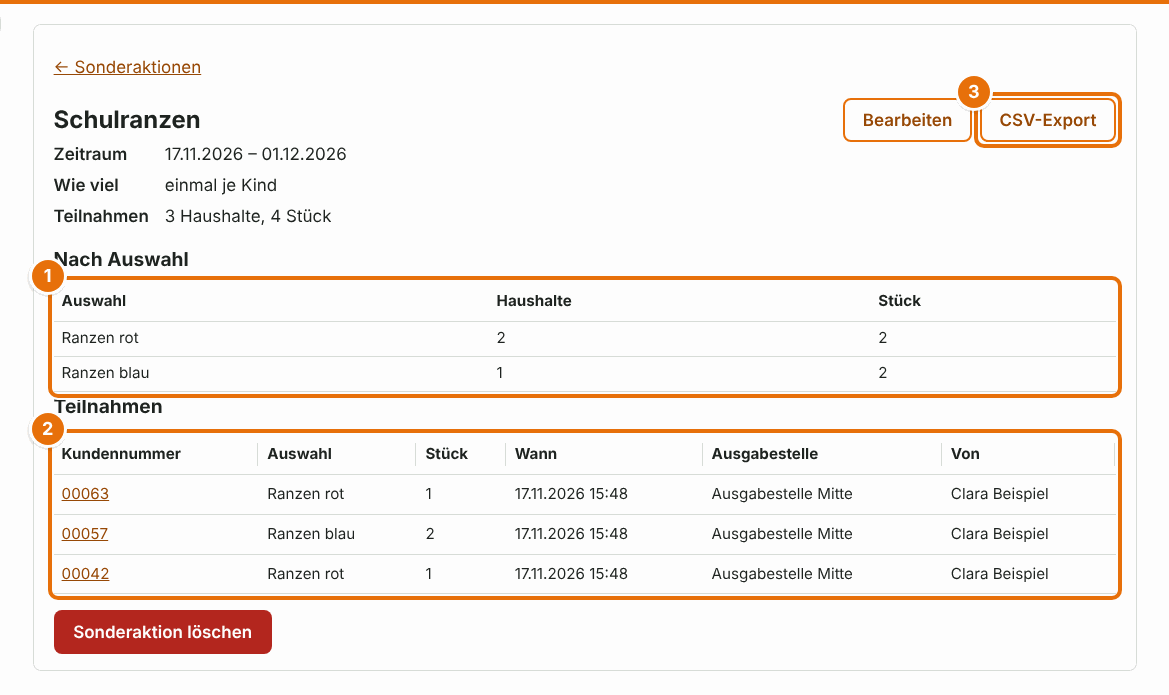 ← Sonderaktionen
Schulranzen
Bearbeiten
3
CSV-Export
Zeitraum 17.11.2026 – 01.12.2026
Wie viel einmal je Kind
Teilnahmen 3 Haushalte, 4 Stück
Nach Auswahl
1
Auswahl Haushalte Stück
Ranzen rot 2 2
Ranzen blau 1 2
Teilnahmen
2
Kundennummer Auswahl Stück Wann Ausgabestelle Von
00063 Ranzen rot 1 17.11.2026 15:48 Ausgabestelle Mitte Clara Beispiel
00057 Ranzen blau 2 17.11.2026 15:48 Ausgabestelle Mitte Clara Beispiel
00042 Ranzen rot 1 17.11.2026 15:48 Ausgabestelle Mitte Clara Beispiel
Sonderaktion löschen